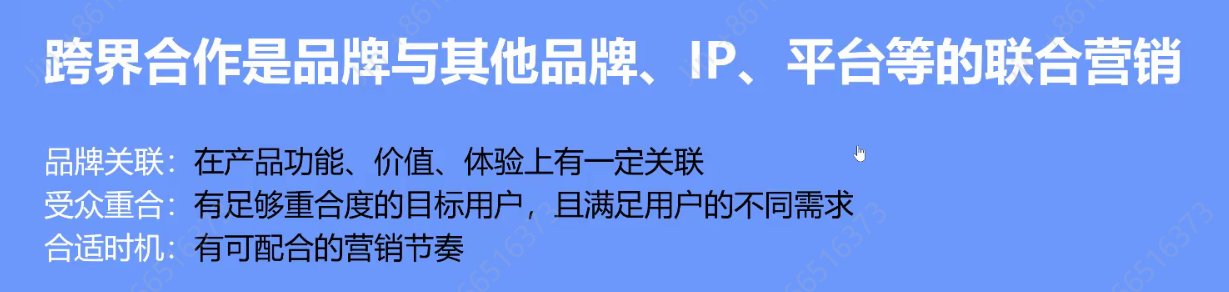 跨界合作是品牌与其他品牌、IP、平台等的联合营销
品牌关联：在产品功能、价值、体验上有一定关联
受众重合：有足够重合度的目标用户，且满足用户的不同需求
合适时机：有可配合的营销节奏